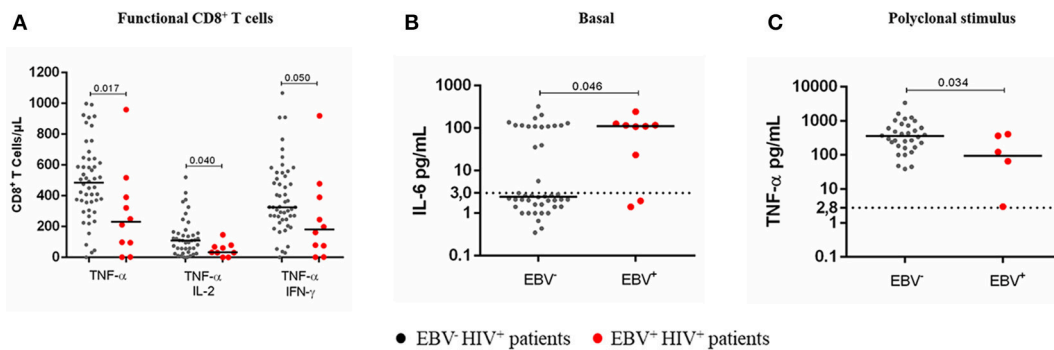 A
Functional CD8⁺ T cells
CD8⁺ T Cells/µL
1200
1000
800
600
400
200
0
0.017
0.040
0.050
TNF-α
TNF-α
IL-2
TNF-α
IFN-γ
B
Basal
IL-6 pg/mL
1000
100
10
3,0
1
0.1
0.046
EBV⁻
EBV⁺
C
Polyclonal stimulus
TNF-α pg/mL
10000
1000
100
10
2,8
1
0.1
0.034
EBV⁻
EBV⁺
EBV⁻ HIV⁺ patients
EBV⁺ HIV⁺ patients